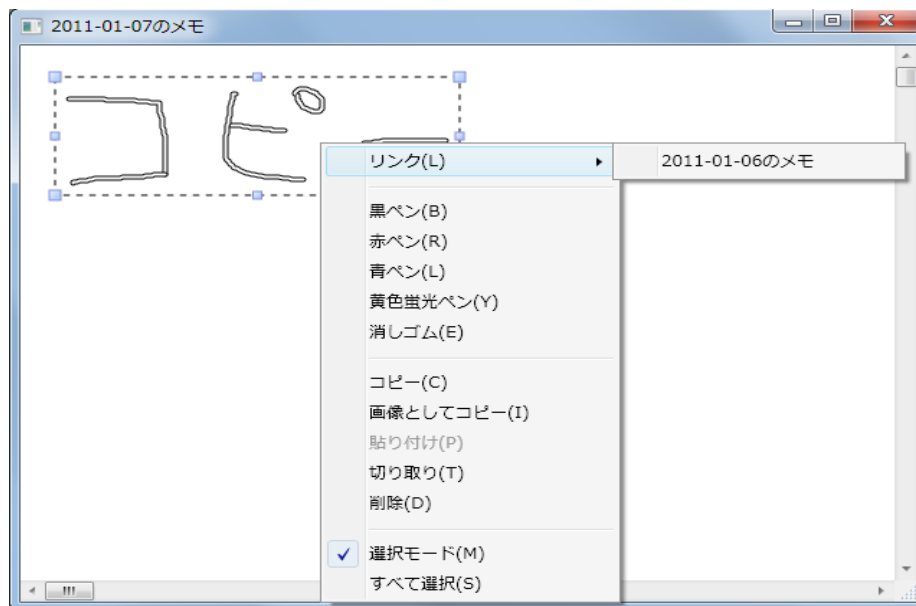 2011-01-07のメモ
コピー
リンク(L)
2011-01-06のメモ
黒ペン(B)
赤ペン(R)
青ペン(L)
黄色蛍光ペン(Y)
消しゴム(E)
コピー(C)
画像としてコピー(I)
貼り付け(P)
切り取り(T)
削除(D)
選択モード(M)
すべて選択(S)